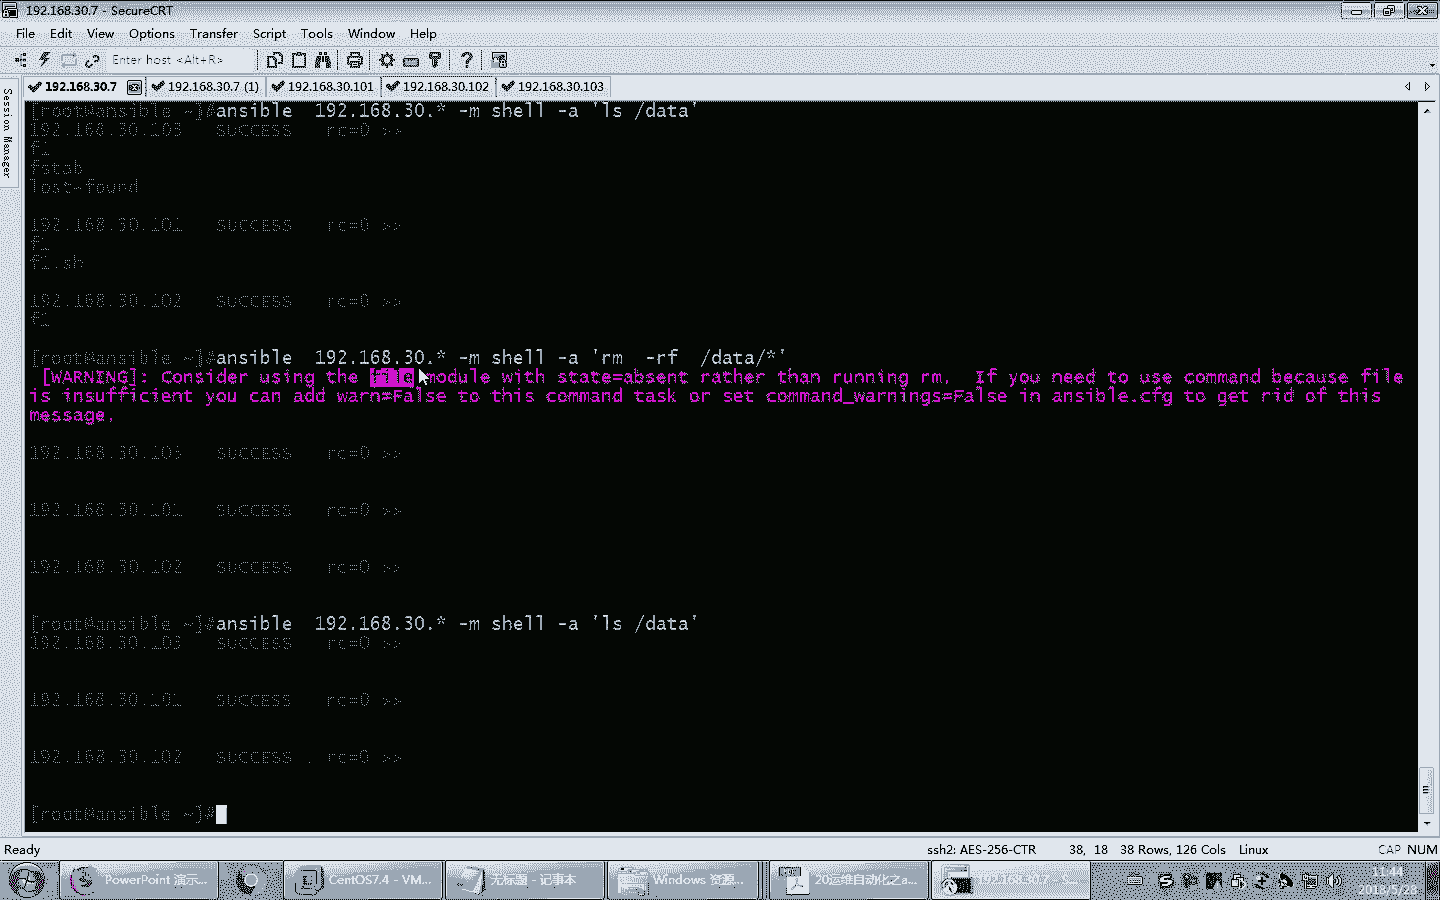 192.168.30.7 - SecureCRT
File Edit View Options Transfer Script Tools Window Help
Enter host <Alt+R>
192.168.30.7 192.168.30.7 (1) 192.168.30.101 192.168.30.102 192.168.30.103
Session Manager
[root@ansible ~]#ansible  192.168.30.* -m shell -a 'ls /data'
192.168.30.103 | SUCCESS | rc=0 >>
f1
fstab
lost+found
192.168.30.101 | SUCCESS | rc=0 >>
f1
f1.sh
192.168.30.102 | SUCCESS | rc=0 >>
f1
[root@ansible ~]#ansible  192.168.30.* -m shell -a 'rm  -rf  /data/*'
[WARNING]: Consider using the file module with state=absent rather than running rm.  If you need to use command because file
is insufficient you can add warn=False to this command task or set command_warnings=False in ansible.cfg to get rid of this
message.
192.168.30.103 | SUCCESS | rc=0 >>
192.168.30.101 | SUCCESS | rc=0 >>
192.168.30.102 | SUCCESS | rc=0 >>
[root@ansible ~]#ansible  192.168.30.* -m shell -a 'ls /data'
192.168.30.103 | SUCCESS | rc=0 >>
192.168.30.101 | SUCCESS | rc=0 >>
192.168.30.102 | SUCCESS | rc=0 >>
[root@ansible ~]#
Ready ssh2: AES-256-CTR 38, 18 38 Rows, 126 Cols Linux CAP NUM
PowerPoint 演示... CentOS7.4 - VM... 无标题 - 记事本 Windows 资源... 20运维自动化之a... 192.168.30.7 - S... 11:44
2018/5/28